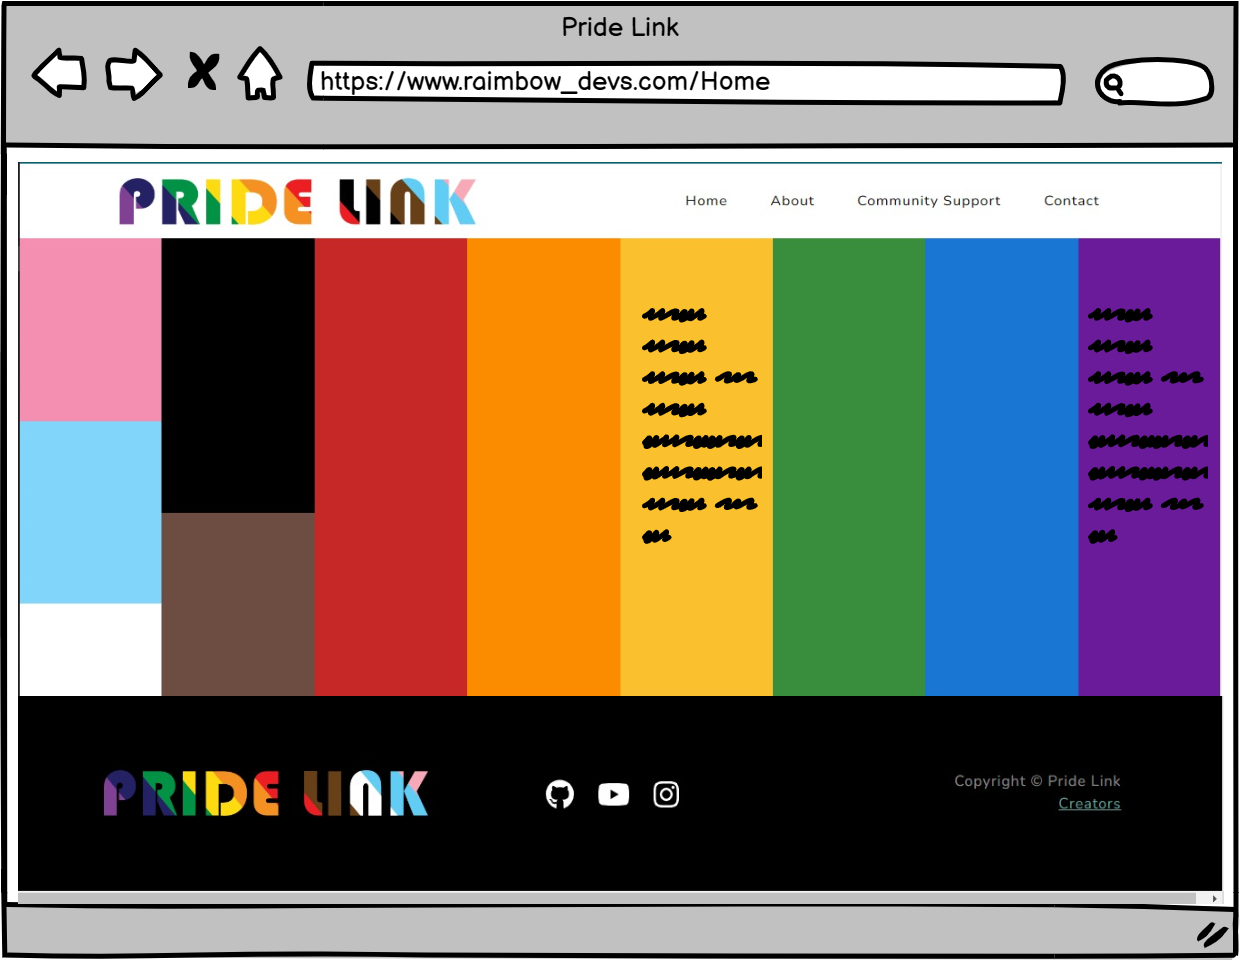 Pride Link
https://www.raimbow_devs.com/Home
PRIDE LINK
Home About Community Support Contact
PRIDE LINK
Copyright © Pride Link
Creators